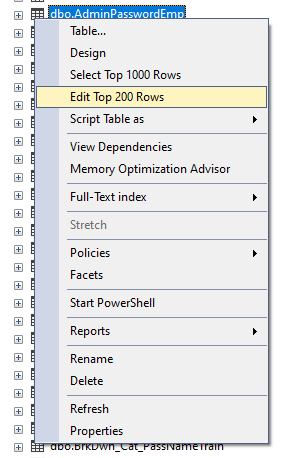 dbo.AdminPasswordEmp
Table...
Design
Select Top 1000 Rows
Edit Top 200 Rows
Script Table as
View Dependencies
Memory Optimization Advisor
Full-Text index
Stretch
Policies
Facets
Start PowerShell
Reports
Rename
Delete
Refresh
Properties
dbo.BrkDwn_Cat_PassNameTrain